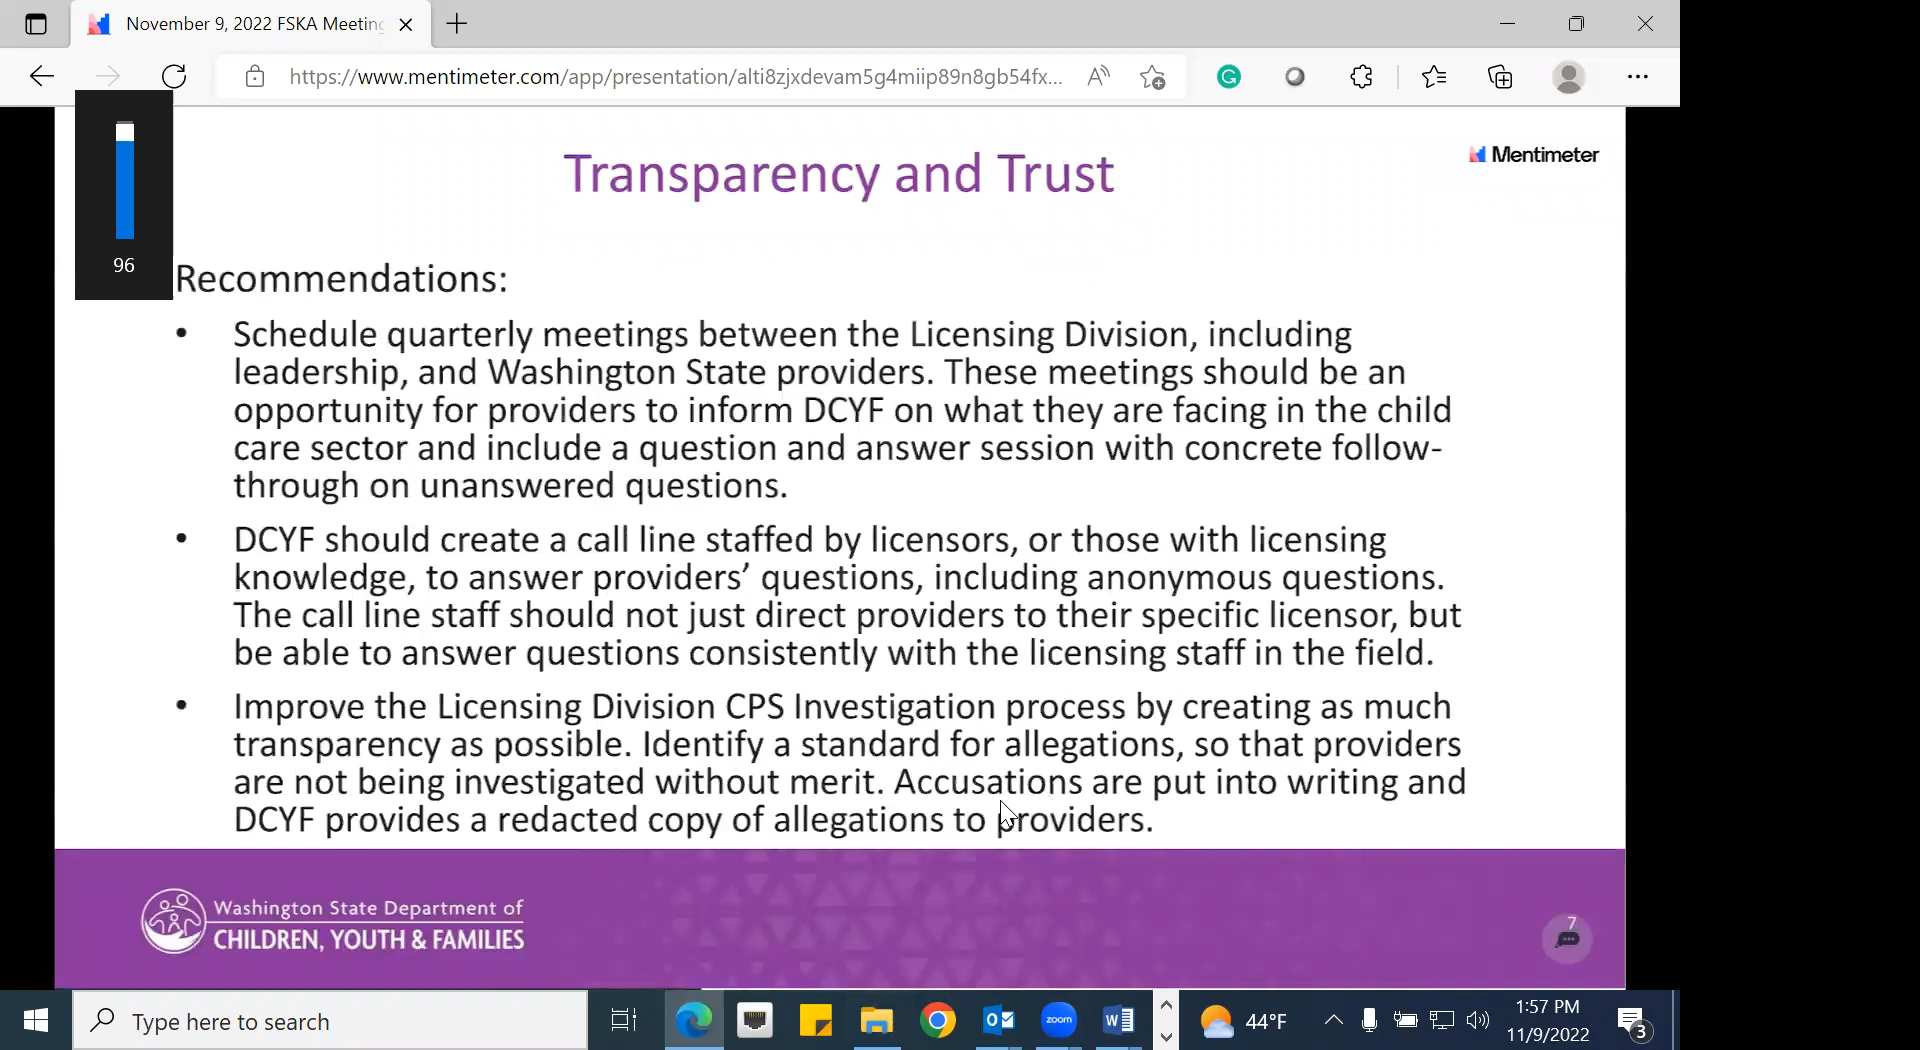 November 9, 2022 FSKA Meeting
https://www.mentimeter.com/app/presentation/alti8zjxdevam5g4miip89n8gb54fx...
96
Mentimeter
Transparency and Trust
Recommendations:
• Schedule quarterly meetings between the Licensing Division, including
leadership, and Washington State providers. These meetings should be an
opportunity for providers to inform DCYF on what they are facing in the child
care sector and include a question and answer session with concrete follow-
through on unanswered questions.
• DCYF should create a call line staffed by licensors, or those with licensing
knowledge, to answer providers’ questions, including anonymous questions.
The call line staff should not just direct providers to their specific licensor, but
be able to answer questions consistently with the licensing staff in the field.
• Improve the Licensing Division CPS Investigation process by creating as much
transparency as possible. Identify a standard for allegations, so that providers
are not being investigated without merit. Accusations are put into writing and
DCYF provides a redacted copy of allegations to providers.
Washington State Department of
CHILDREN, YOUTH & FAMILIES
7
Type here to search
zoom
44°F
1:57 PM
11/9/2022
3